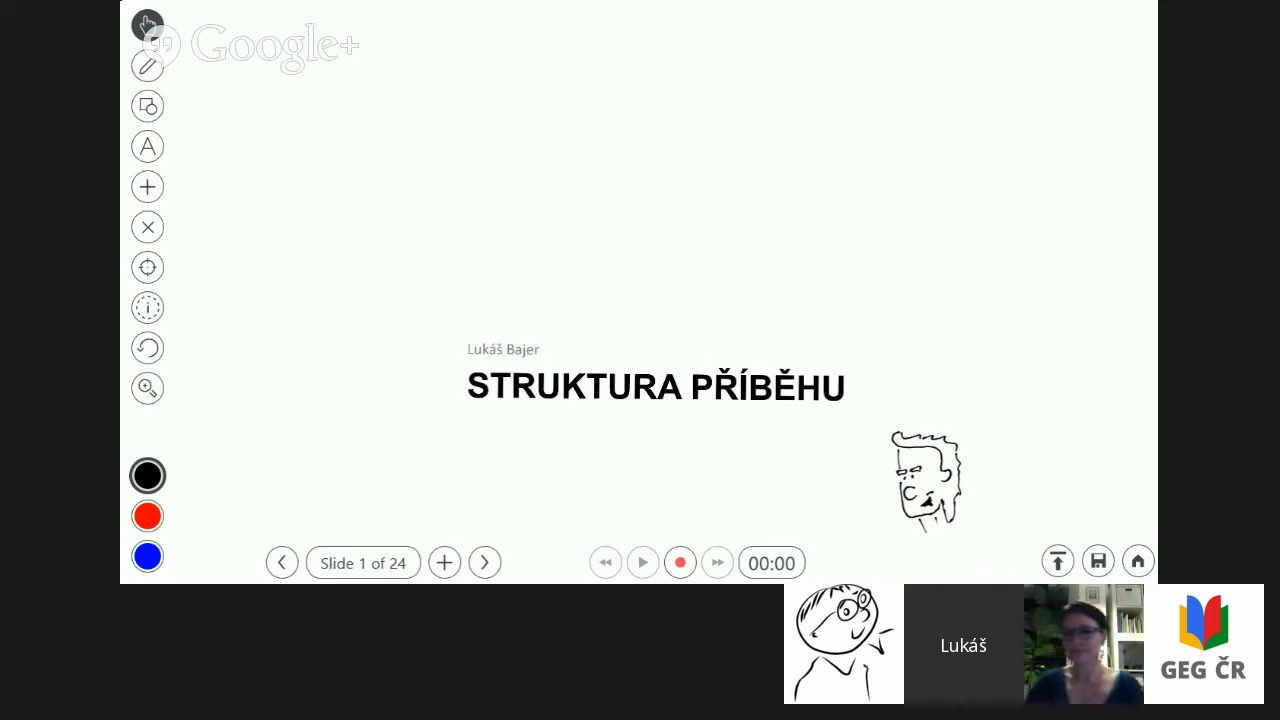 Google+
Lukáš Bajer
STRUKTURA PŘÍBĚHU
Slide 1 of 24
00:00
Lukáš
GEG ČR